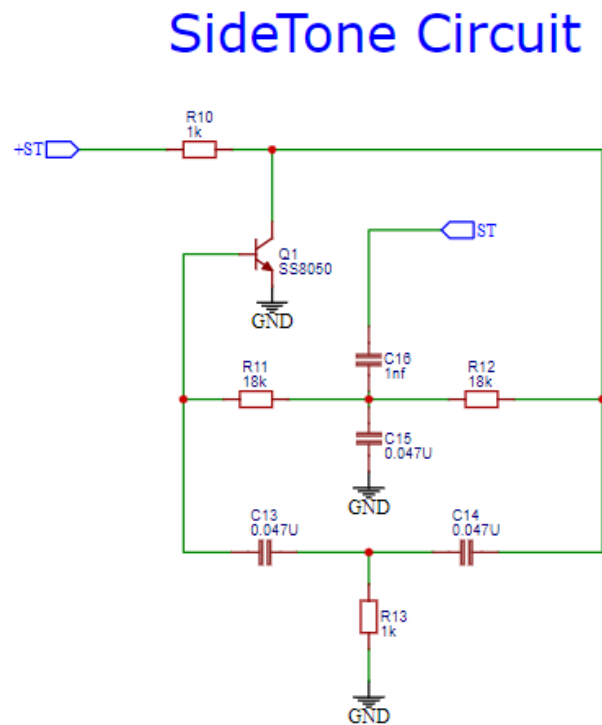 SideTone Circuit
R10
1k
+ST
ST
Q1
SS8050
GND
C16
1nf
R11
18k
R12
18k
C15
0.047U
GND
C13
0.047U
C14
0.047U
R13
1k
GND